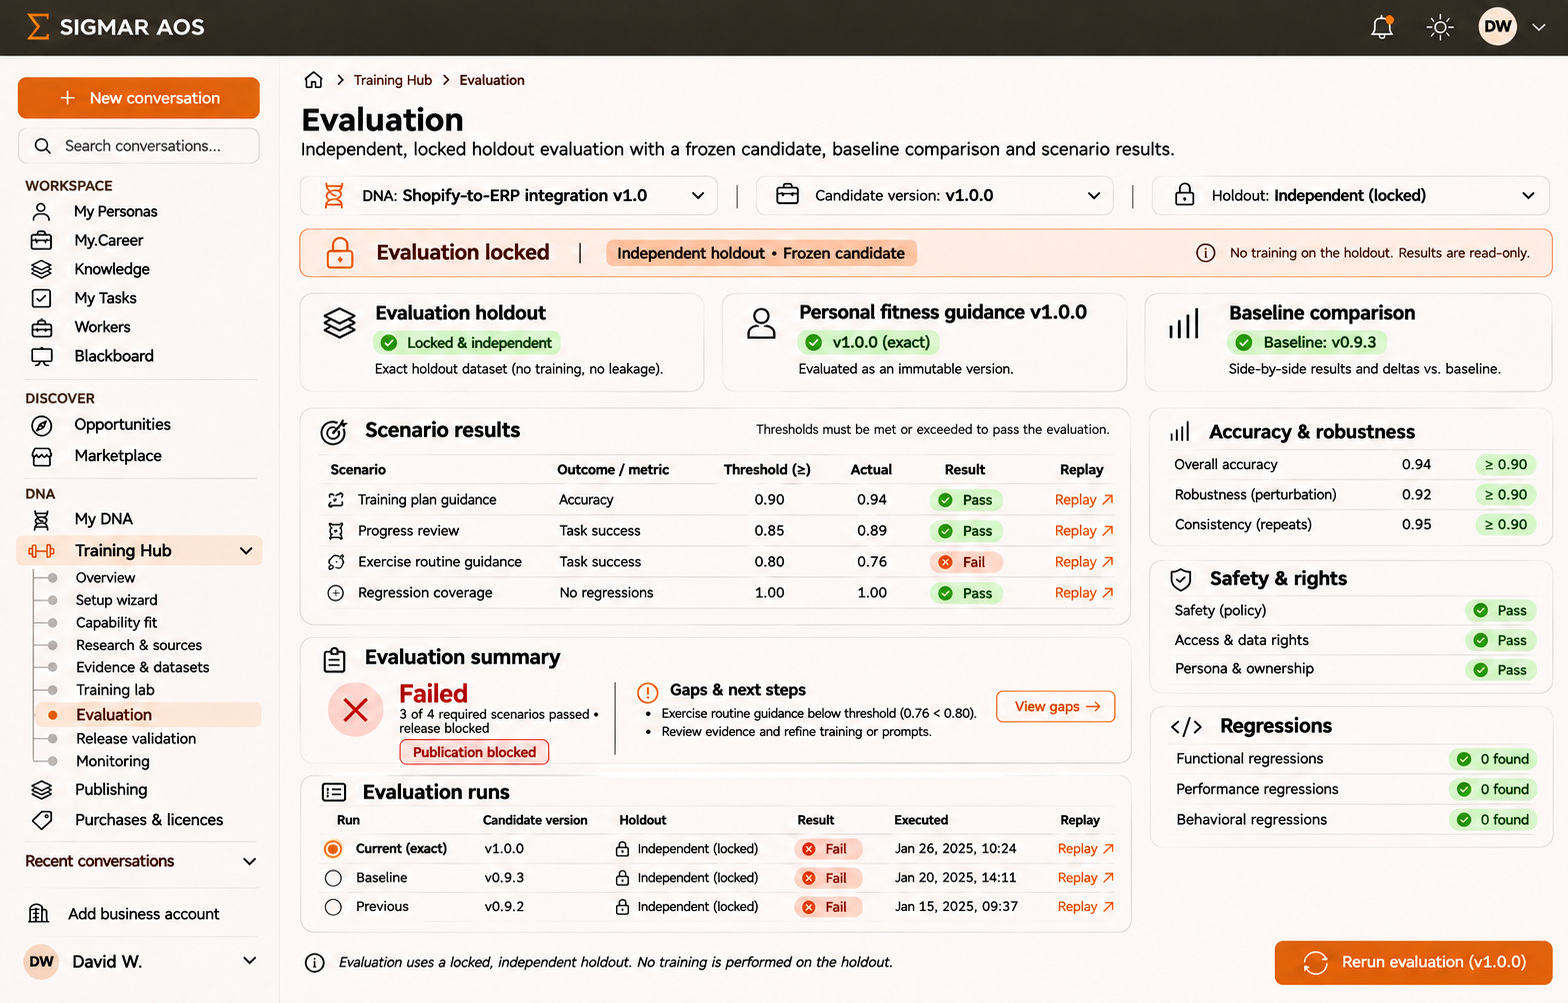 SIGMAR AOS
DW
New conversation
Search conversations...
WORKSPACE
My Personas
My.Career
Knowledge
My Tasks
Workers
Blackboard
DISCOVER
Opportunities
Marketplace
DNA
My DNA
Training Hub
Overview
Setup wizard
Capability fit
Research & sources
Evidence & datasets
Training lab
Evaluation
Release validation
Monitoring
Publishing
Purchases & licences
Recent conversations
Add business account
DW David W.
Training Hub > Evaluation
Evaluation
Independent, locked holdout evaluation with a frozen candidate, baseline comparison and scenario results.
DNA: Shopify-to-ERP integration v1.0
Candidate version: v1.0.0
Holdout: Independent (locked)
Evaluation locked
Independent holdout • Frozen candidate
No training on the holdout. Results are read-only.
Evaluation holdout
Locked & independent
Exact holdout dataset (no training, no leakage).
Personal fitness guidance v1.0.0
v1.0.0 (exact)
Evaluated as an immutable version.
Baseline comparison
Baseline: v0.9.3
Side-by-side results and deltas vs. baseline.
Scenario results
Thresholds must be met or exceeded to pass the evaluation.
Scenario Outcome / metric Threshold (≥) Actual Result Replay
Training plan guidance Accuracy 0.90 0.94 Pass Replay
Progress review Task success 0.85 0.89 Pass Replay
Exercise routine guidance Task success 0.80 0.76 Fail Replay
Regression coverage No regressions 1.00 1.00 Pass Replay
Evaluation summary
Failed
3 of 4 required scenarios passed •
release blocked
Publication blocked
Gaps & next steps
• Exercise routine guidance below threshold (0.76 < 0.80).
• Review evidence and refine training or prompts.
View gaps →
Evaluation runs
Run Candidate version Holdout Result Executed Replay
Current (exact) v1.0.0 Independent (locked) Fail Jan 26, 2025, 10:24 Replay
Baseline v0.9.3 Independent (locked) Fail Jan 20, 2025, 14:11 Replay
Previous v0.9.2 Independent (locked) Fail Jan 15, 2025, 09:37 Replay
Evaluation uses a locked, independent holdout. No training is performed on the holdout.
Accuracy & robustness
Overall accuracy 0.94 ≥ 0.90
Robustness (perturbation) 0.92 ≥ 0.90
Consistency (repeats) 0.95 ≥ 0.90
Safety & rights
Safety (policy) Pass
Access & data rights Pass
Persona & ownership Pass
Regressions
Functional regressions 0 found
Performance regressions 0 found
Behavioral regressions 0 found
Rerun evaluation (v1.0.0)